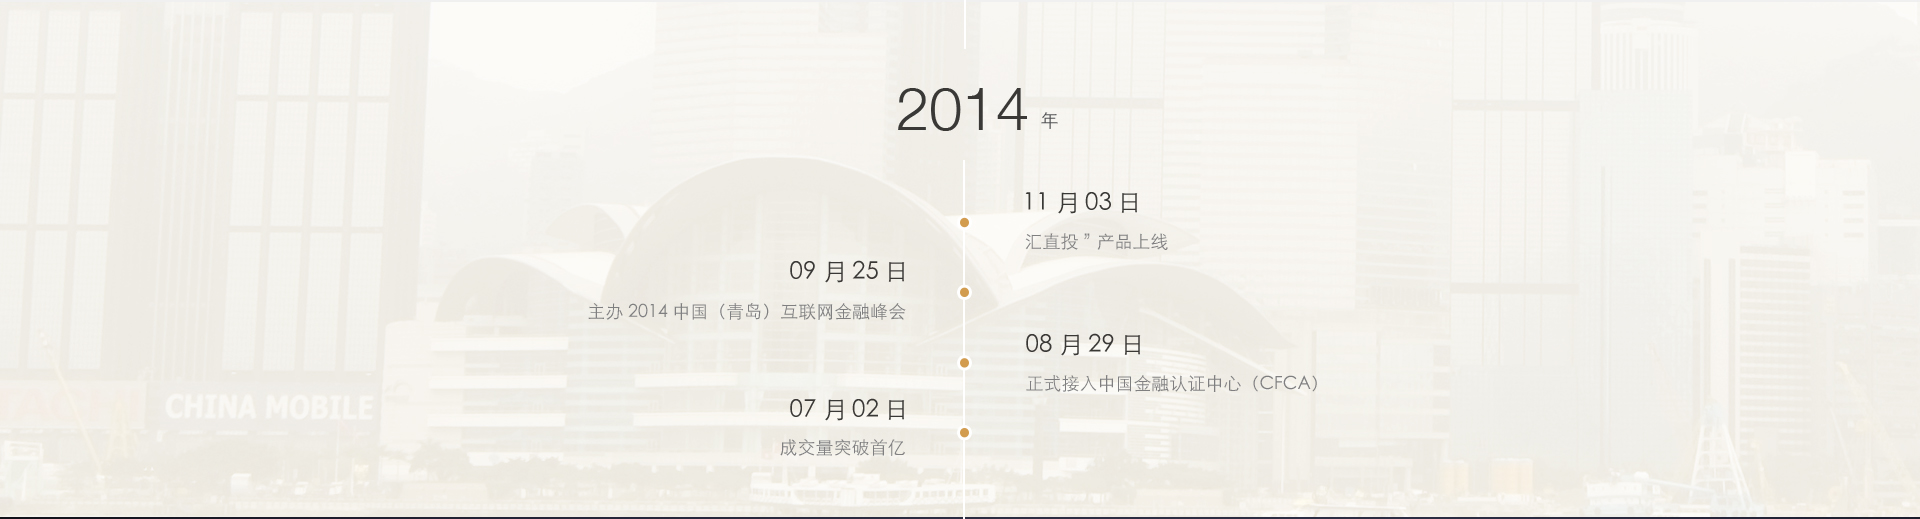 2014 年
11 月 03 日
汇直投 ” 产品上线
09 月 25 日
主办 2014 中国（青岛）互联网金融峰会
08 月 29 日
正式接入中国金融认证中心（CFCA）
07 月 02 日
成交量突破首亿
CHINA MOBILE